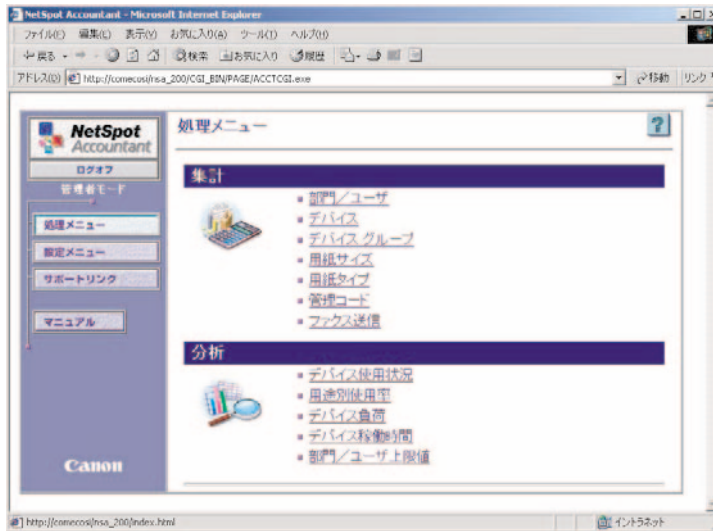 NetSpot Accountant - Microsoft Internet Explorer
ファイル(F) 編集(E) 表示(V) お気に入り(A) ツール(T) ヘルプ(H)
戻る 検索 お気に入り 履歴
アドレス(D) http://comecosi/nsa_200/CGI_BIN/PAGE/ACCTCGI.exe 移動 リンク
NetSpot
Accountant
ログオフ
管理者モード
処理メニュー
設定メニュー
サポートリンク
マニュアル
Canon
処理メニュー
?
集計
部門/ユーザ
デバイス
デバイス グループ
用紙サイズ
用紙タイプ
管理コード
ファクス送信
分析
デバイス使用状況
用途別使用率
デバイス負荷
デバイス稼働時間
部門/ユーザ上限値
http://comecosi/nsa_200/index.html
イントラネット